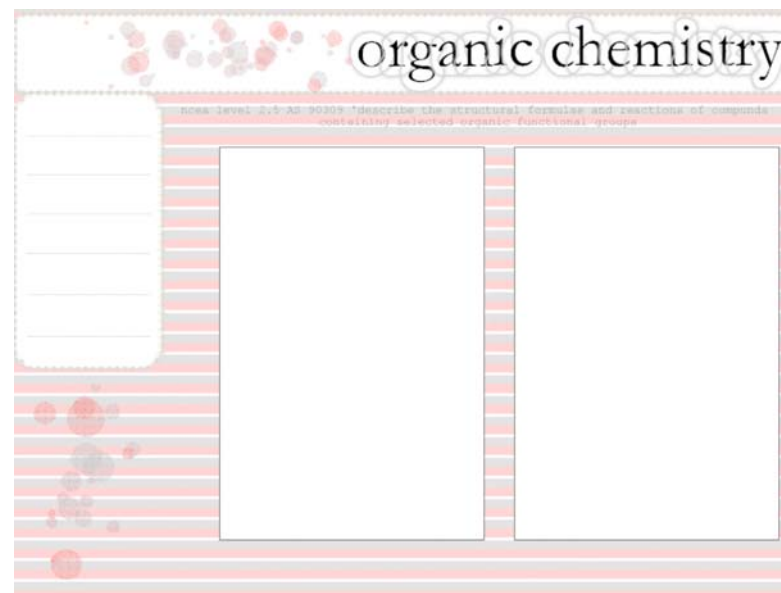 organic chemistry
ncea level 2.5 AS 90309 'describe the structural formulae and reactions of compunds
containing selected organic functional groups